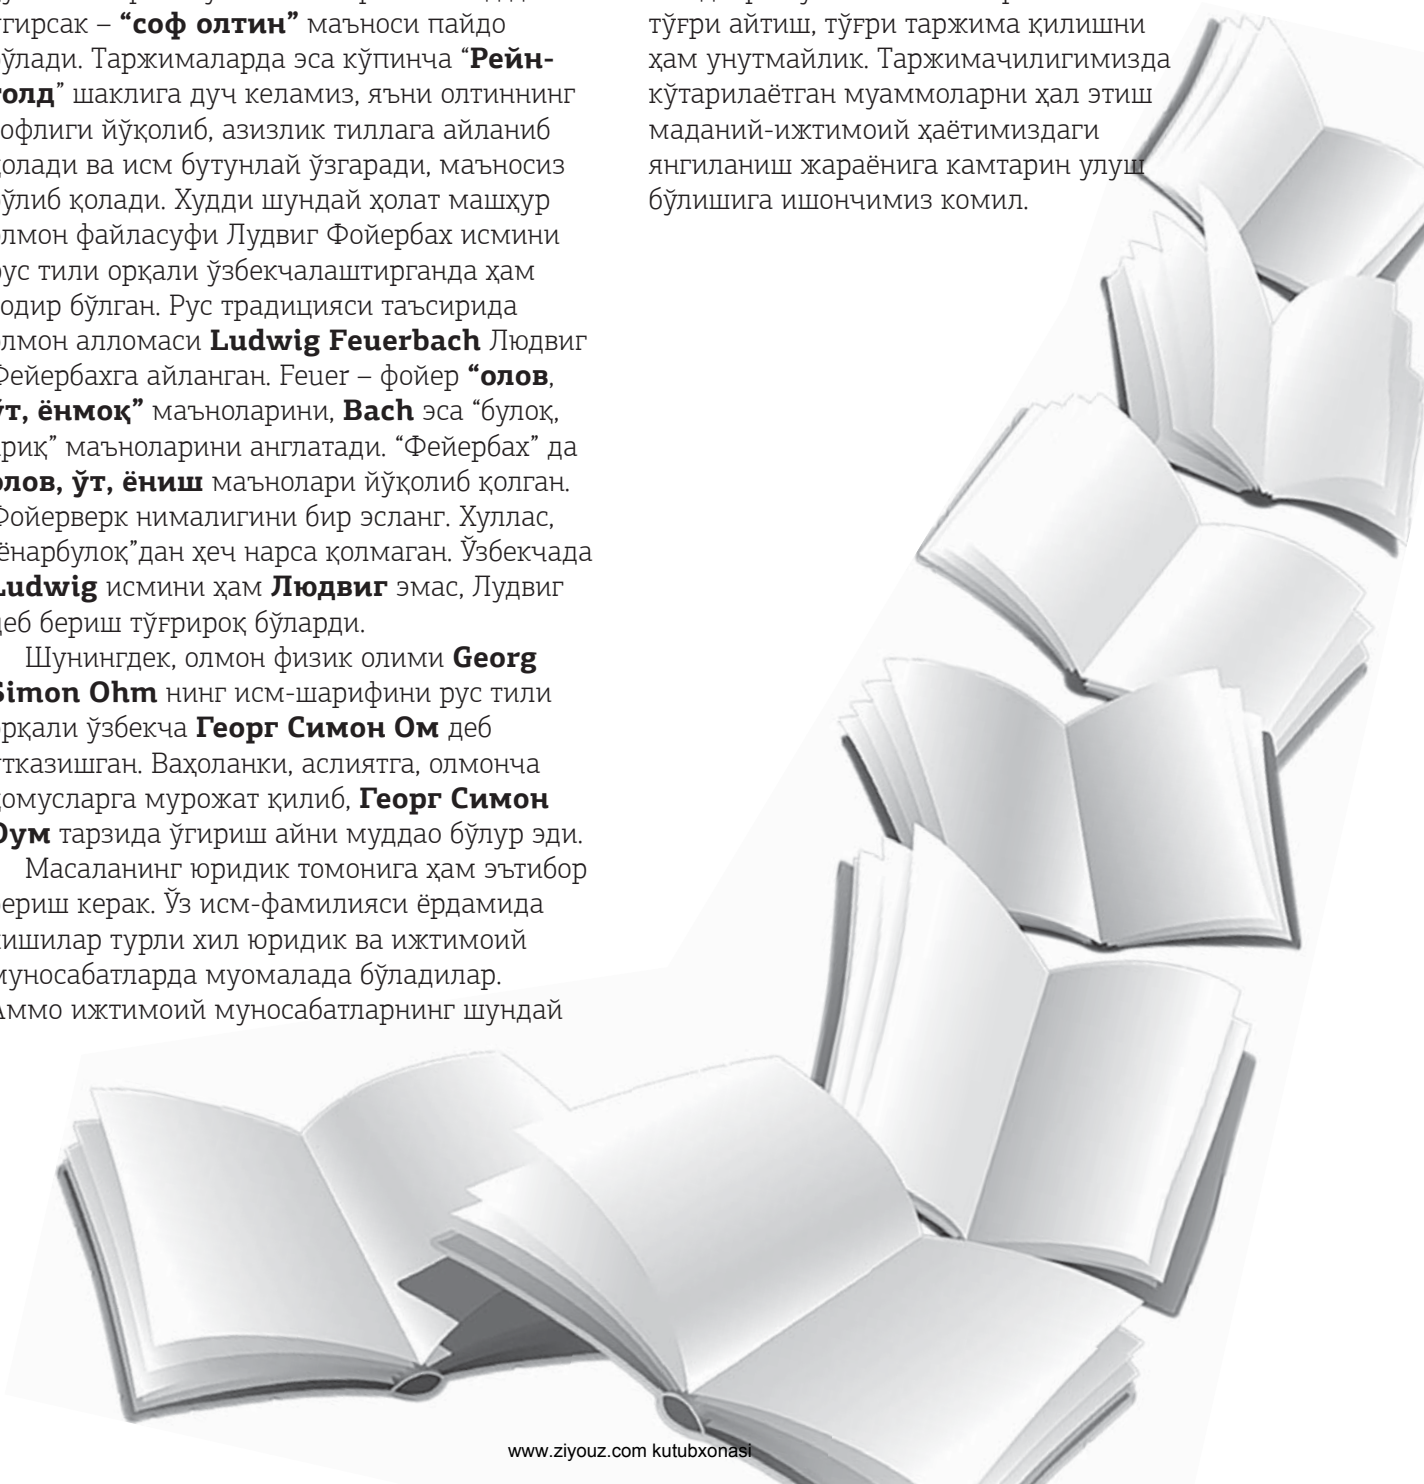 ўгирсак – “соф олтин” маъноси пайдо
бўлади. Таржималарда эса кўпинча “Рейн-
голд” шаклига дуч келамиз, яъни олтиннинг
софлиги йўқолиб, азизлик тиллага айланиб
қолади ва исм бутунлай ўзгаради, маъносиз
бўлиб қолади. Худди шундай ҳолат машҳур
олмон файласуфи Лудвиг Фойербах исмини
рус тили орқали ўзбекчалаштирганда ҳам
содир бўлган. Рус традицияси таъсирида
олмон алломаси Ludwig Feuerbach Людвиг
Фейербахга айланган. Feuer – фойер “олов,
ўт, ёнмоқ” маъноларини, Bach эса “булоқ,
ариқ” маъноларини англатади. “Фейербах” да
олов, ўт, ёниш маънолари йўқолиб қолган.
Фойерверк нималигини бир эсланг. Хуллас,
“ёнарбулоқ”дан ҳеч нарса қолмаган. Ўзбекчада
Ludwig исмини ҳам Людвиг эмас, Лудвиг
деб бериш тўғрироқ бўларди.
Шунингдек, олмон физик олими Georg
Simon Ohm нинг исм-шарифини рус тили
орқали ўзбекча Георг Симон Ом деб
ўтказишган. Ваҳоланки, аслиятга, олмонча
қомусларга мурожат қилиб, Георг Симон
Оум тарзида ўгириш айни муддао бўлур эди.
Масаланинг юридик томонига ҳам эътибор
бериш керак. Ўз исм-фамилияси ёрдамида
кишилар турли хил юридик ва ижтимоий
муносабатларда муомалада бўладилар.
Аммо ижтимоий муносабатларнинг шундай
тўғри айтиш, тўғри таржима қилишни
ҳам унутмайлик. Таржимачилигимизда
кўтарилаётган муаммоларни ҳал этиш
маданий-ижтимоий ҳаётимиздаги
янгиланиш жараёнига камтарин улуш
бўлишига ишончимиз комил.
www.ziyouz.com kutubxonasi